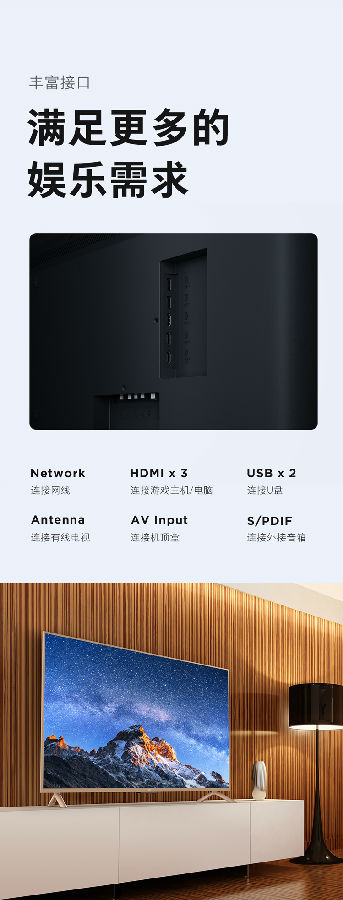 丰富接口
满足更多的
娱乐需求
Network
连接网线
HDMI x 3
连接游戏主机/电脑
USB x 2
连接U盘
Antenna
连接有线电视
AV Input
连接机顶盒
S/PDIF
连接外接音箱